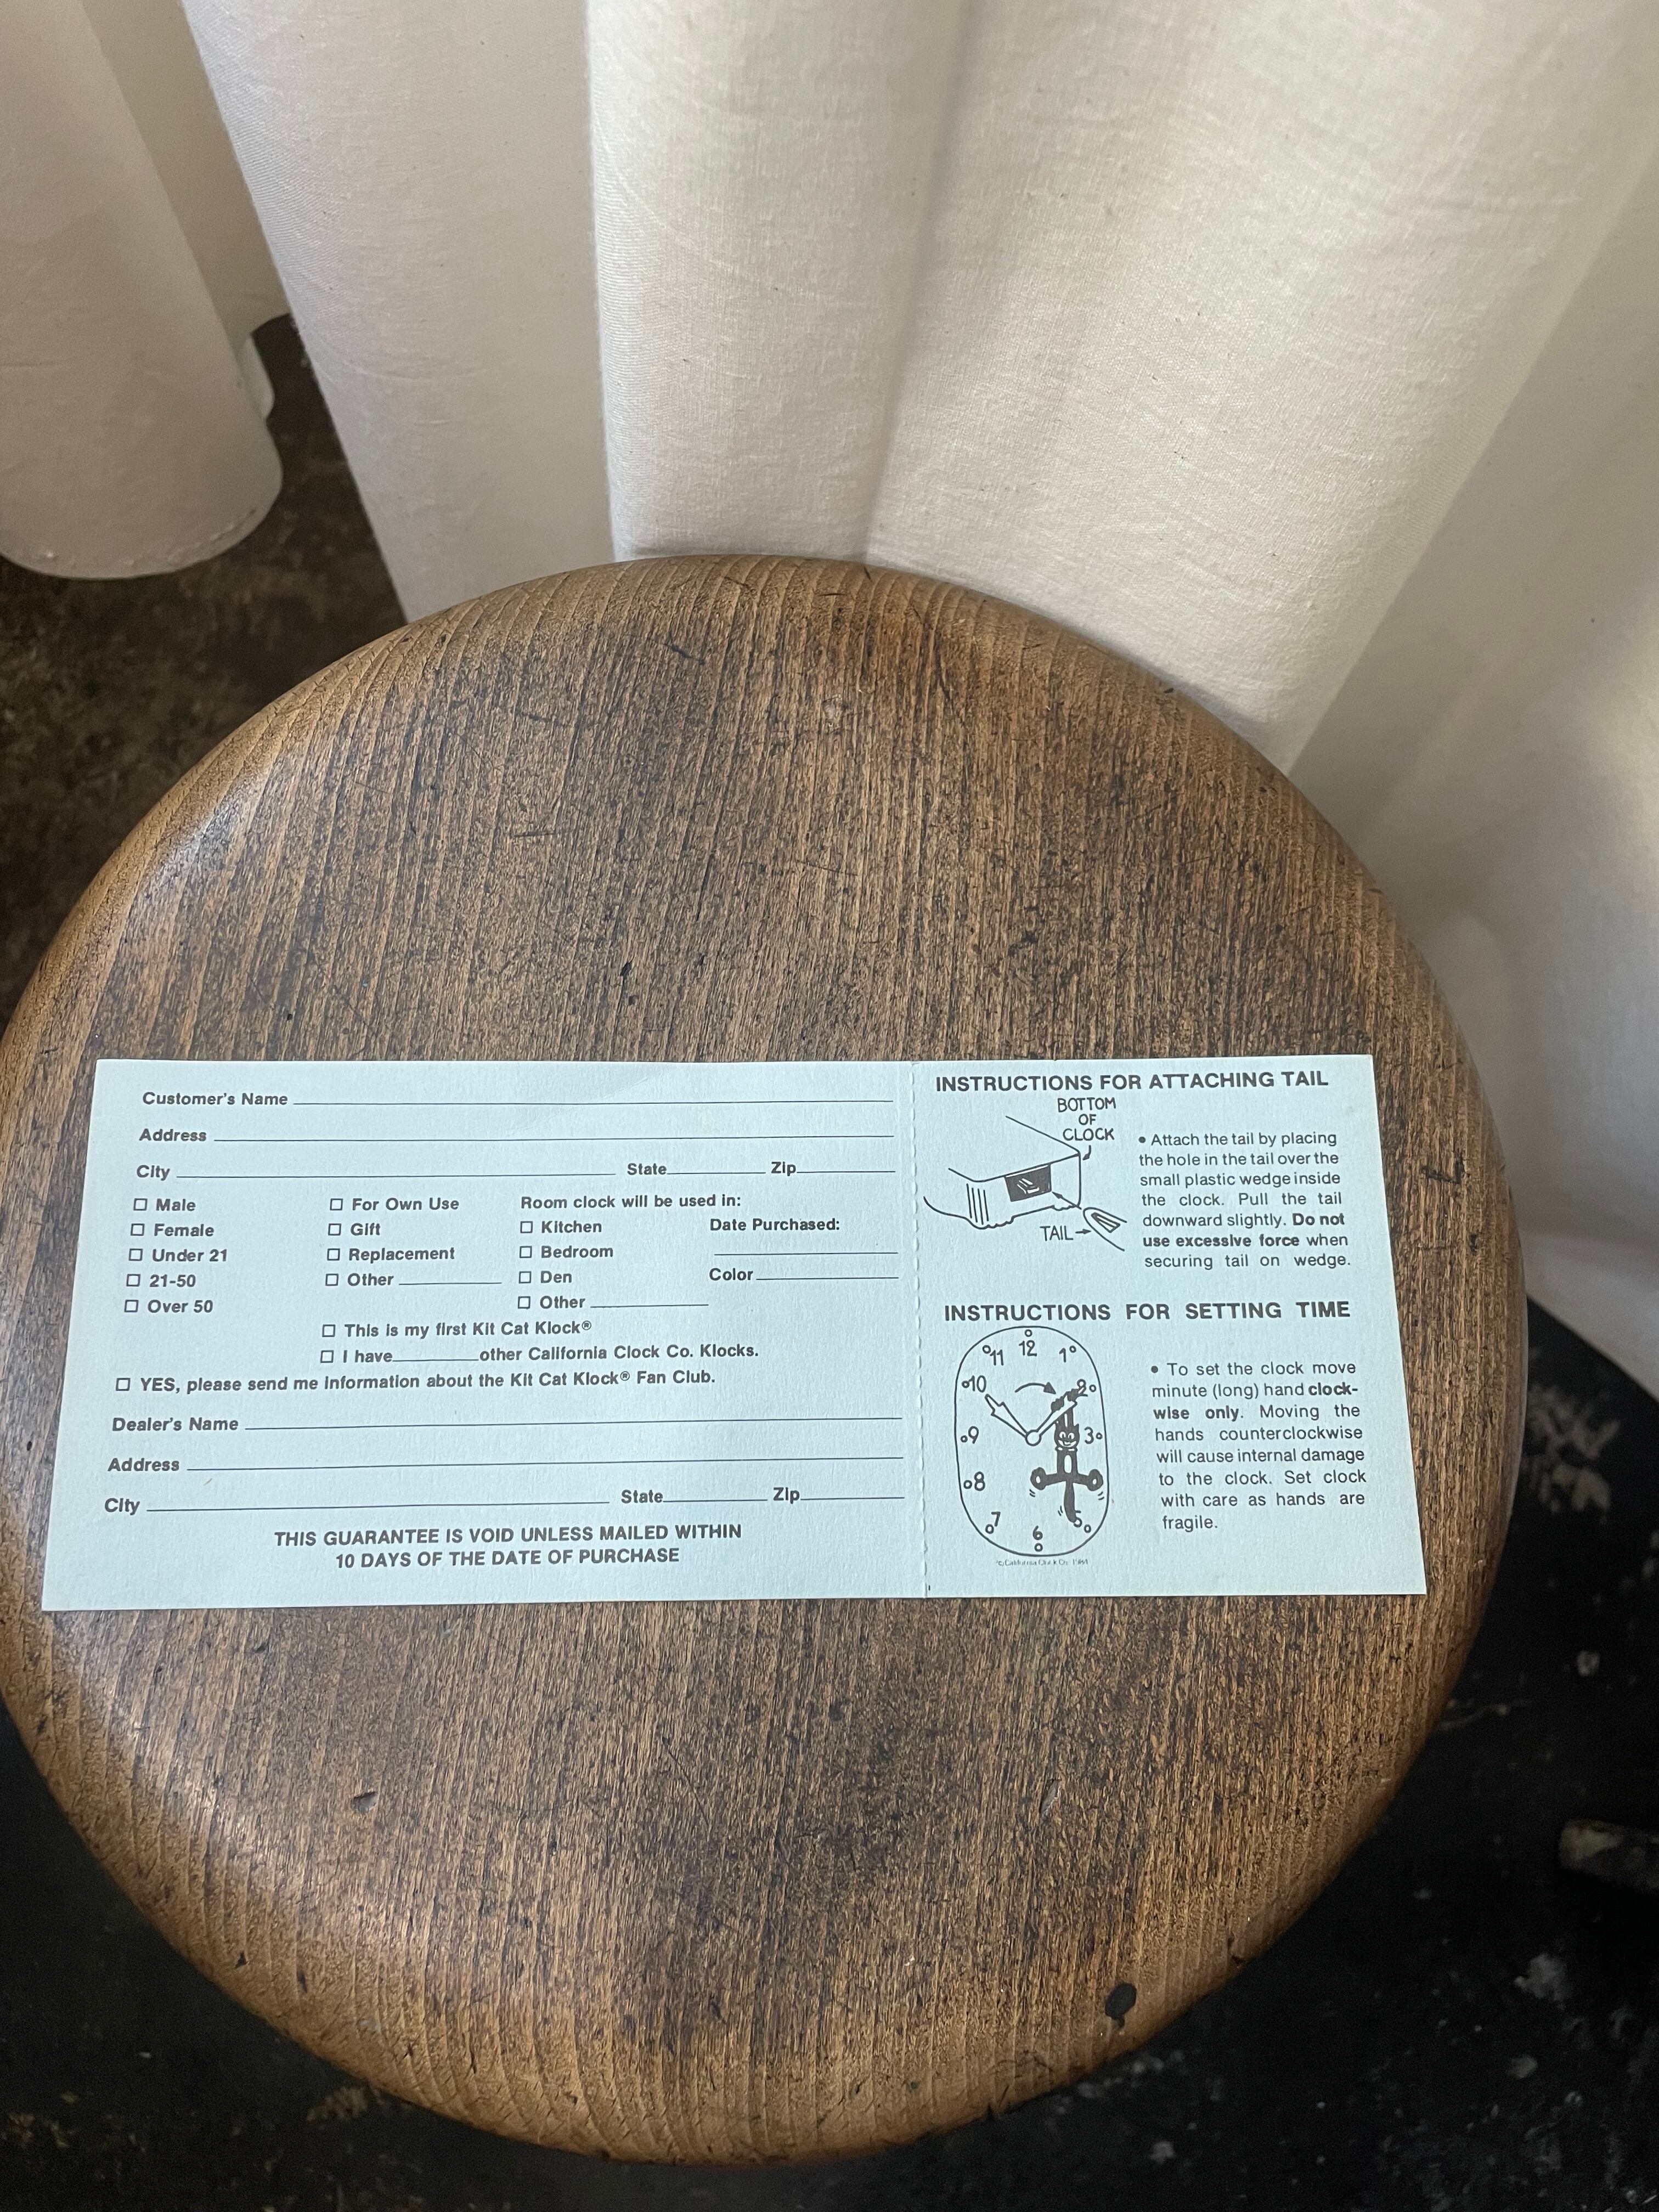 Customer's Name
Address
City State Zip
☐ Male
☐ Female
☐ Under 21
☐ 21-50
☐ Over 50
☐ For Own Use
☐ Gift
☐ Replacement
☐ Other
Room clock will be used in:
☐ Kitchen
☐ Bedroom
☐ Den
☐ Other
Date Purchased:
Color
☐ This is my first Kit Cat Klock®
☐ I have other California Clock Co. Klocks.
☐ YES, please send me information about the Kit Cat Klock® Fan Club.
Dealer's Name
Address
City State Zip
THIS GUARANTEE IS VOID UNLESS MAILED WITHIN
10 DAYS OF THE DATE OF PURCHASE
INSTRUCTIONS FOR ATTACHING TAIL
BOTTOM
OF
CLOCK
TAIL
• Attach the tail by placing
the hole in the tail over the
small plastic wedge inside
the clock. Pull the tail
downward slightly. Do not
use excessive force when
securing tail on wedge.
INSTRUCTIONS FOR SETTING TIME
12
1
2
3
5
6
7
8
9
10
11
© California Clock Co.
• To set the clock move
minute (long) hand clock-
wise only. Moving the
hands counterclockwise
will cause internal damage
to the clock. Set clock
with care as hands are
fragile.